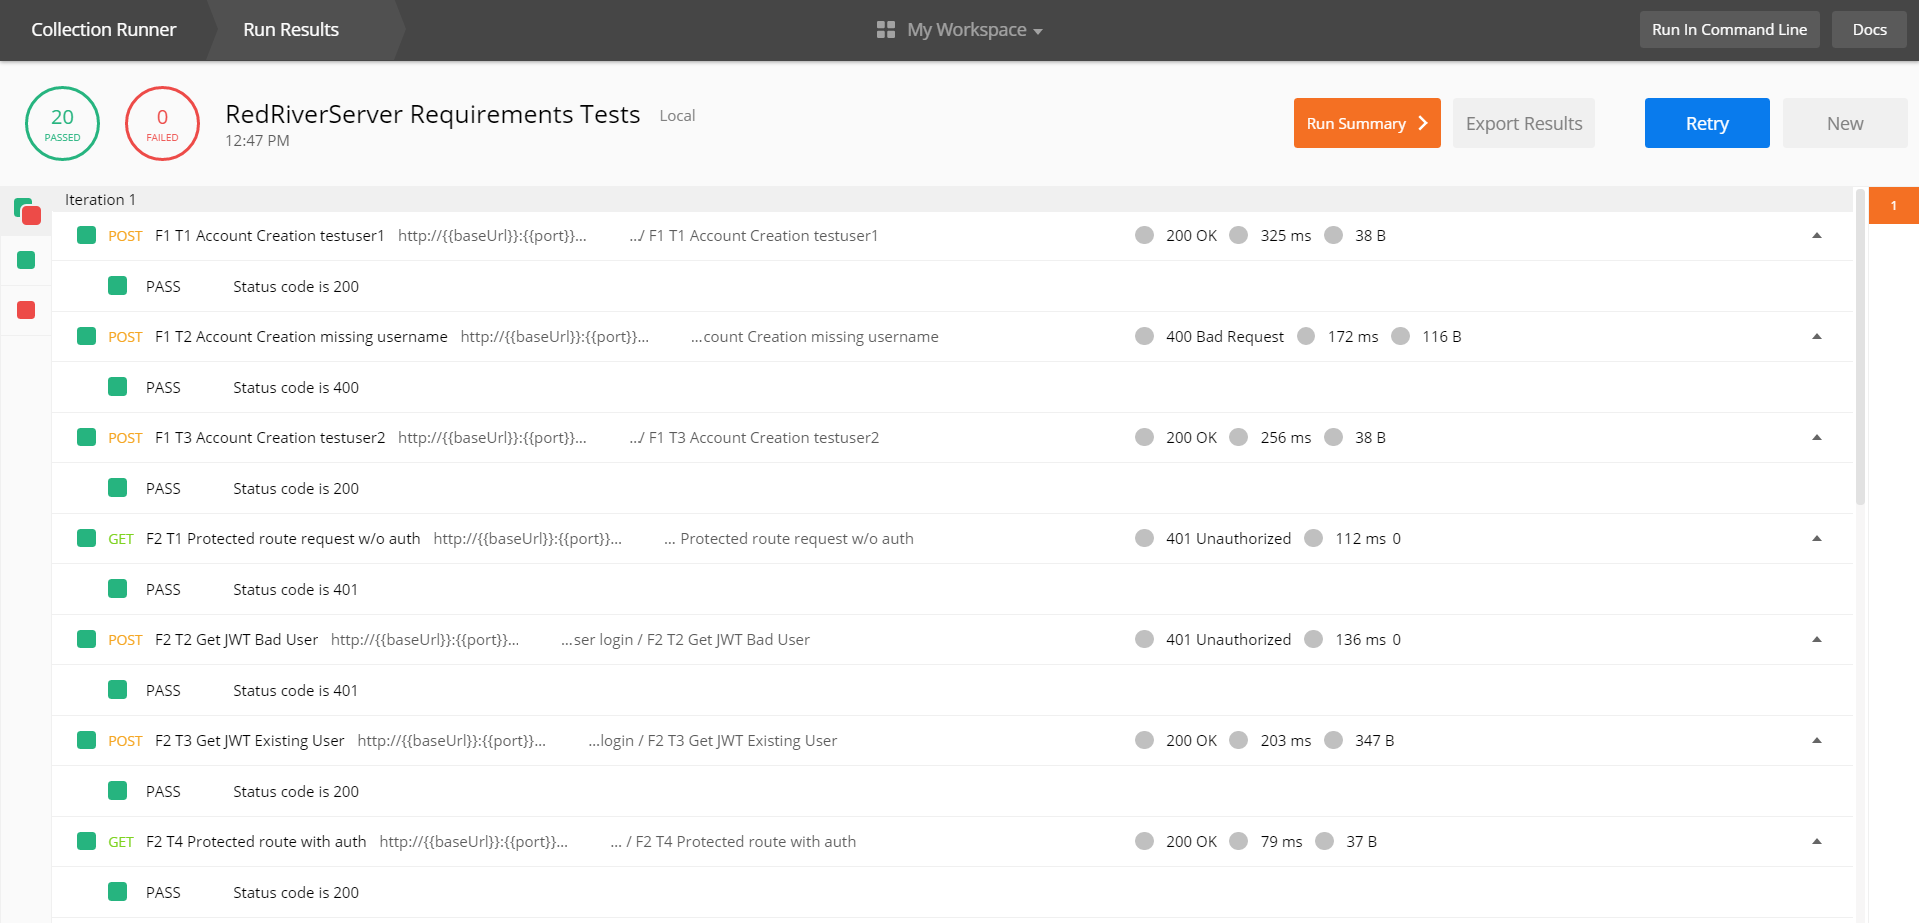 Collection Runner Run Results My Workspace Run In Command Line Docs
20 PASSED
0 FAILED
RedRiverServer Requirements Tests Local
12:47 PM
Run Summary Export Results Retry New
Iteration 1
1
POST F1 T1 Account Creation testuser1 http://{{baseUrl}}:{{port}}... .../ F1 T1 Account Creation testuser1 200 OK 325 ms 38 B
PASS Status code is 200
POST F1 T2 Account Creation missing username http://{{baseUrl}}:{{port}}... ...count Creation missing username 400 Bad Request 172 ms 116 B
PASS Status code is 400
POST F1 T3 Account Creation testuser2 http://{{baseUrl}}:{{port}}... .../ F1 T3 Account Creation testuser2 200 OK 256 ms 38 B
PASS Status code is 200
GET F2 T1 Protected route request w/o auth http://{{baseUrl}}:{{port}}... ... Protected route request w/o auth 401 Unauthorized 112 ms 0
PASS Status code is 401
POST F2 T2 Get JWT Bad User http://{{baseUrl}}:{{port}}... ...ser login / F2 T2 Get JWT Bad User 401 Unauthorized 136 ms 0
PASS Status code is 401
POST F2 T3 Get JWT Existing User http://{{baseUrl}}:{{port}}... ...login / F2 T3 Get JWT Existing User 200 OK 203 ms 347 B
PASS Status code is 200
GET F2 T4 Protected route with auth http://{{baseUrl}}:{{port}}... ... / F2 T4 Protected route with auth 200 OK 79 ms 37 B
PASS Status code is 200